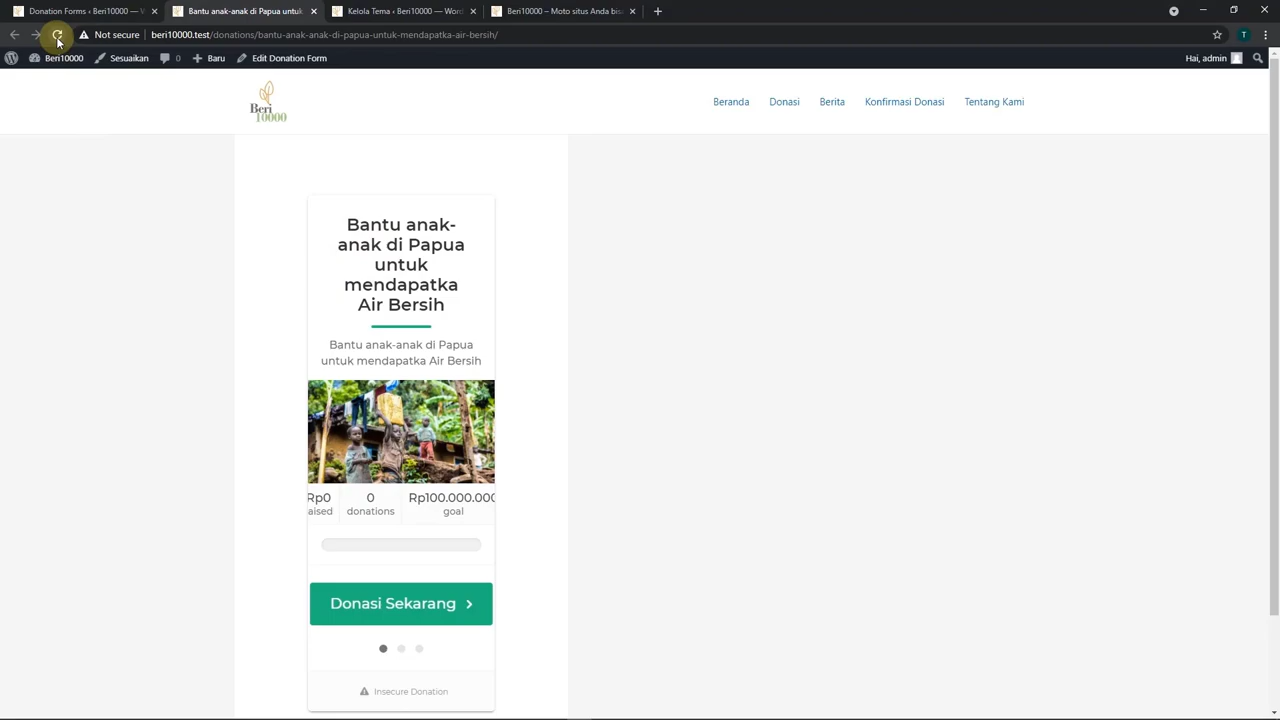 Donation Forms ‹ Beri10000 — V
Bantu anak-anak di Papua untuk
Kelola Tema ‹ Beri10000 — Word
Beri10000 – Moto situs Anda bis
Not secure
beri10000.test/donations/bantu-anak-anak-di-papua-untuk-mendapatka-air-bersih/
T
Beri10000
Sesuaikan
0
Baru
Edit Donation Form
Hai, admin
Beri
10000
Beranda
Donasi
Berita
Konfirmasi Donasi
Tentang Kami
Bantu anak-
anak di Papua
untuk
mendapatka
Air Bersih
Bantu anak-anak di Papua
untuk mendapatka Air Bersih
Rp0
0
Rp100.000.000
aised
donations
goal
Donasi Sekarang
Insecure Donation